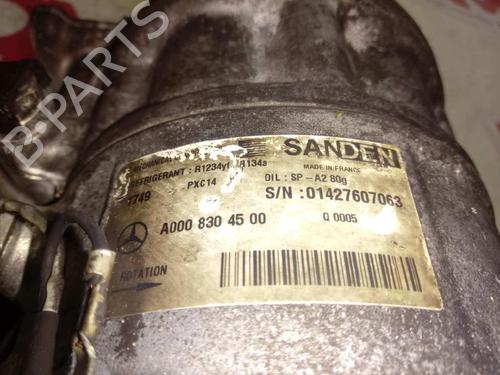 SANDEN
MADE IN FRANCE
REFRIGERANT : R1234yf/R134a
OIL : SP-A2 80g
PXC14
S/N :01427607063
1749
A000 830 45 00
Q 0005
ROTATION
B-PARTS